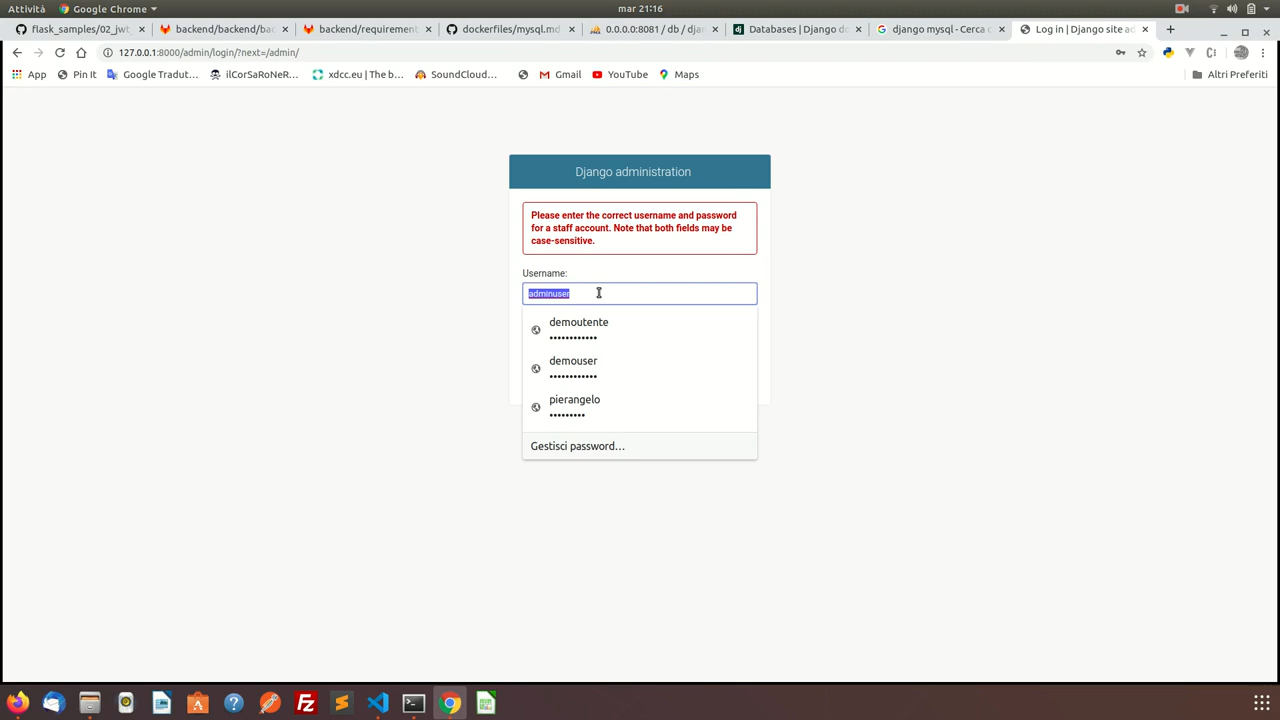 Attività
Google Chrome
mar 21:16
flask_samples/02_jwt_
backend/backend/back
backend/requirement
dockerfiles/mysql.md
0.0.0.0:8081 / db / djan
Databases | Django do
django mysql - Cerca c
Log in | Django site ad
127.0.0.1:8000/admin/login/?next=/admin/
App
Pin It
Google Tradut...
ilCorSaRoNeR...
xdcc.eu | The b...
SoundCloud...
Gmail
YouTube
Maps
Altri Preferiti
Django administration
Please enter the correct username and password
for a staff account. Note that both fields may be
case-sensitive.
Username:
adminuser
demoutente
••••••••••••
demouser
••••••••••••
pierangelo
•••••••••
Gestisci password…